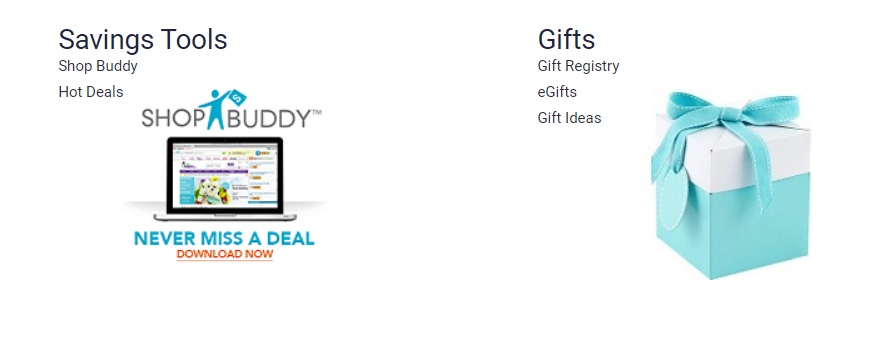 Savings Tools
Shop Buddy
Hot Deals
SHOP BUDDY™
NEVER MISS A DEAL
DOWNLOAD NOW
Gifts
Gift Registry
eGifts
Gift Ideas